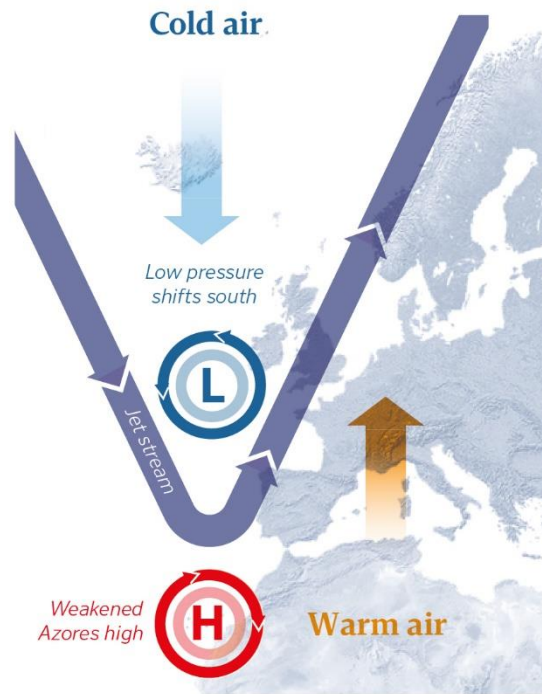 Cold air.
Low pressure
shifts south
L
Jet stream
H
Weakened
Azores high
Warm air